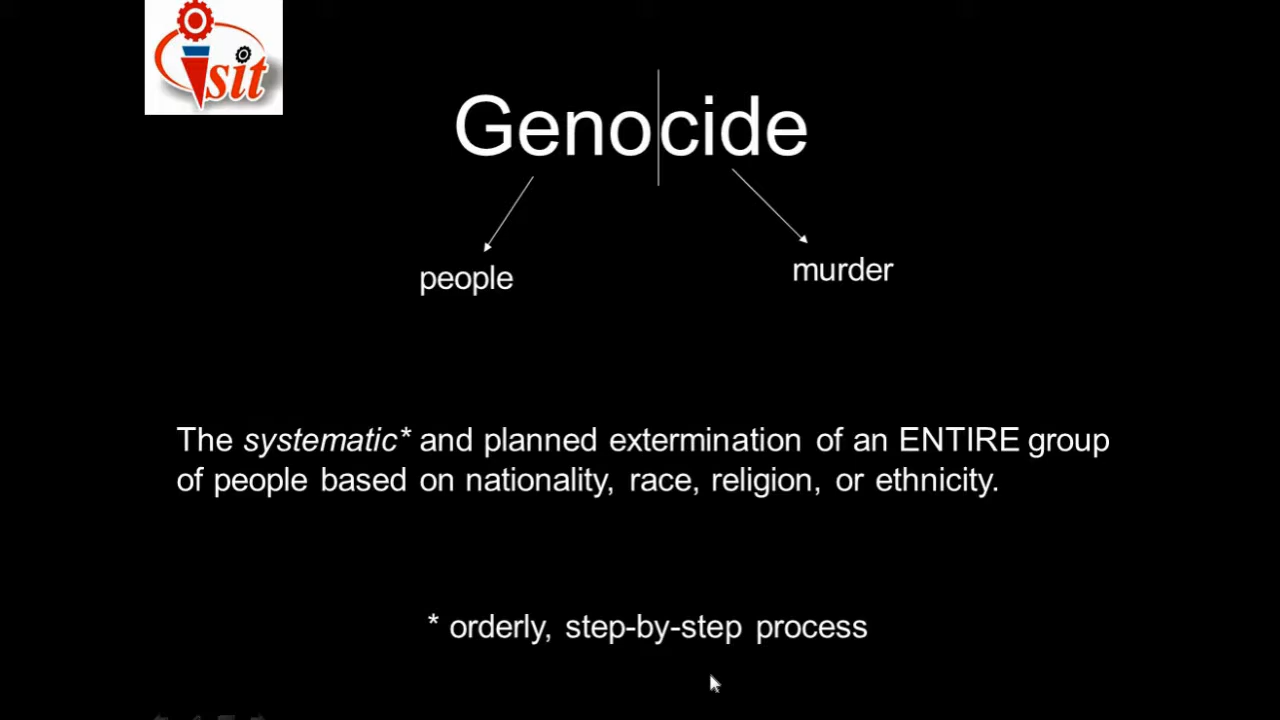 isit
Genocide
people
murder
The systematic* and planned extermination of an ENTIRE group
of people based on nationality, race, religion, or ethnicity.
* orderly, step-by-step process